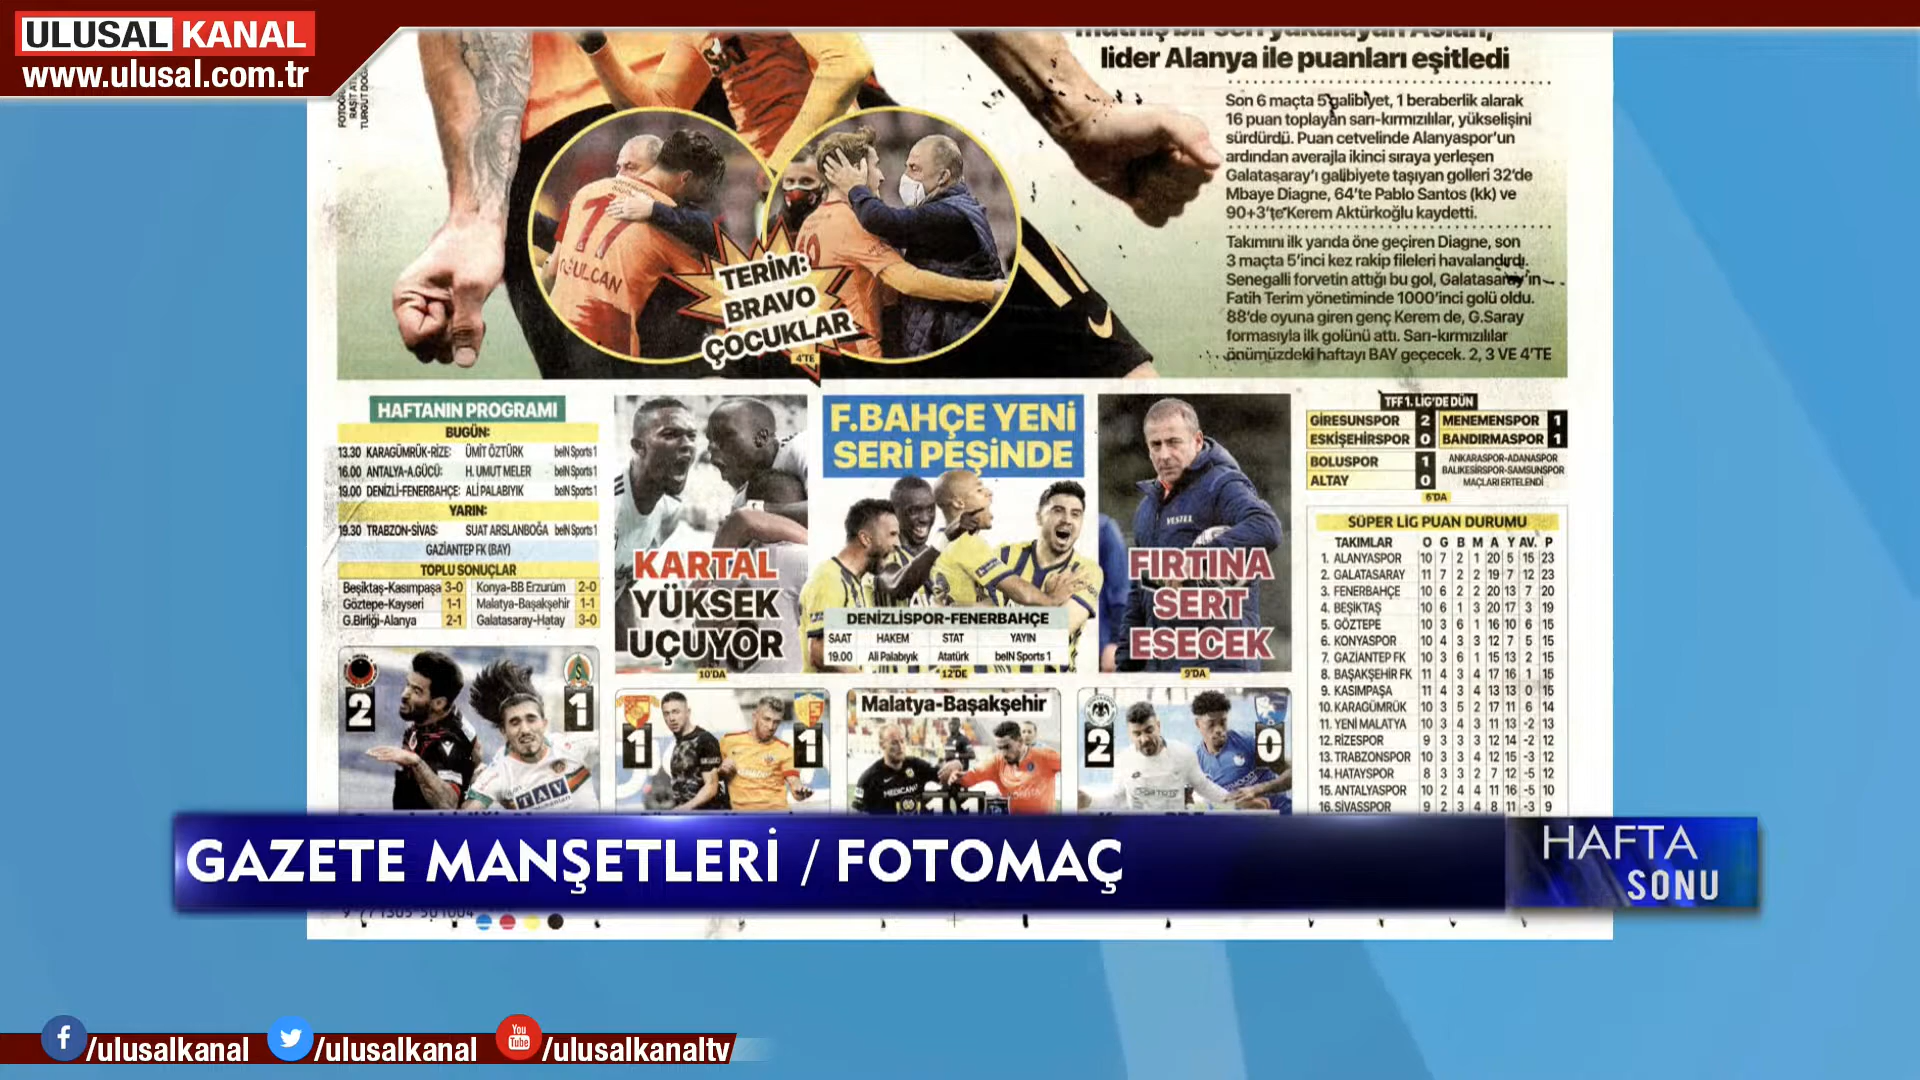 ULUSAL KANAL
www.ulusal.com.tr
lider Alanya ile puanları eşitledi
Son 6 maçta 5 galibiyet, 1 beraberlik alarak
16 puan toplayan sarı-kırmızılılar, yükselişini
sürdürdü. Puan cetvelinde Alanyaspor'un
ardından averajla ikinci sıraya yerleşen
Galatasaray'ı galibiyete taşıyan golleri 32'de
Mbaye Diagne, 64'te Pablo Santos (kk) ve
90+3'te Kerem Aktürkoğlu kaydetti.
Takımını ilk yarıda öne geçiren Diagne, son
3 maçta 5'inci kez rakip fileleri havalandırdı.
Senegalli forvetin attığı bu gol, Galatasaray'ın
Fatih Terim yönetiminde 1000'inci golü oldu.
88'de oyuna giren genç Kerem de, G.Saray
formasıyla ilk golünü attı. Sarı-kırmızılılar
önümüzdeki haftayı BAY geçecek. 2, 3 VE 4'TE
TERİM:
BRAVO
ÇOCUKLAR
4'TE
HAFTANIN PROGRAMI
BUGÜN:
13.30 KARAGÜMRÜK-RİZE: ÜMİT ÖZTÜRK beIN Sports 1
16.00 ANTALYA-A.GÜCÜ: H. UMUT MELER beIN Sports 1
19.00 DENİZLİ-FENERBAHÇE: ALİ PALABIYIK beIN Sports 1
YARIN:
19.30 TRABZON-SİVAS: SUAT ARSLANBOĞA beIN Sports 1
GAZİANTEP FK (BAY)
TOPLU SONUÇLAR
Beşiktaş-Kasımpaşa 3-0 Konya-BB Erzurum 2-0
Göztepe-Kayseri 1-1 Malatya-Başakşehir 1-1
G.Birliği-Alanya 2-1 Galatasaray-Hatay 3-0
KARTAL
YÜKSEK
UÇUYOR
10'DA
F.BAHÇE YENİ
SERİ PEŞİNDE
DENİZLİSPOR-FENERBAHÇE
SAAT HAKEM STAT YAYIN
19.00 Ali Palabıyık Atatürk beIN Sports 1
12'DE
VESTEL
FIRTINA
SERT
ESECEK
9'DA
TFF 1. LİG'DE DÜN
GİRESUNSPOR 2 MENEMENSPOR 1
ESKİŞEHİRSPOR 0 BANDIRMASPOR 1
BOLUSPOR 1
ALTAY 0
ANKARASPOR-ADANASPOR
BALIKESİRSPOR-SAMSUNSPOR
MAÇLARI ERTELENDİ
6'DA
SÜPER LİG PUAN DURUMU
TAKIMLAR O G B M A Y AV. P
1. ALANYASPOR 10 7 2 1 20 5 15 23
2. GALATASARAY 11 7 2 2 19 7 12 23
3. FENERBAHÇE 10 6 2 2 20 13 7 20
4. BEŞİKTAŞ 10 6 1 3 20 17 3 19
5. GÖZTEPE 10 3 6 1 16 10 6 15
6. KONYASPOR 10 4 3 3 12 7 5 15
7. GAZİANTEP FK 10 3 6 1 15 13 2 15
8. BAŞAKŞEHİR FK 11 4 3 4 17 16 1 15
9. KASIMPAŞA 11 4 3 4 13 13 0 15
10. KARAGÜMRÜK 10 3 5 2 17 11 6 14
11. YENİ MALATYA 10 3 4 3 11 13 -2 13
12. RİZESPOR 9 3 3 3 12 14 -2 12
13. TRABZONSPOR 10 3 3 4 12 15 -3 12
14. HATAYSPOR 8 3 3 2 7 12 -5 12
15. ANTALYASPOR 10 2 4 4 11 16 -5 10
16. SİVASSPOR 9 2 3 4 8 11 -3 9
2 1
1 1
Malatya-Başakşehir
2 0
TAV
GAZETE MANŞETLERİ / FOTOMAÇ
HAFTA
SONU
/ulusalkanal /ulusalkanal You Tube /ulusalkanaltv